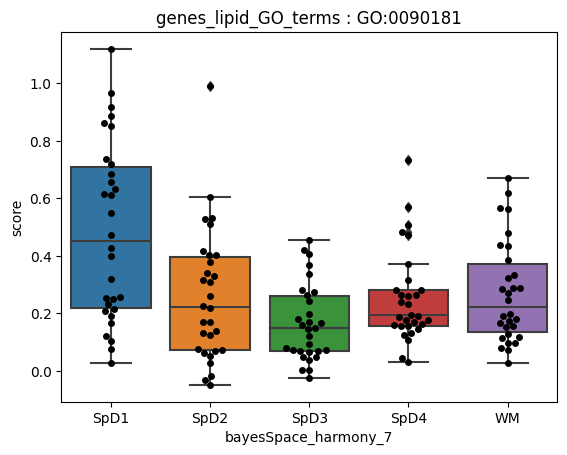 genes_lipid_GO_terms : GO:0090181
score
1.0
0.8
0.6
0.4
0.2
0.0
SpD1 SpD2 SpD3 SpD4 WM
bayesSpace_harmony_7